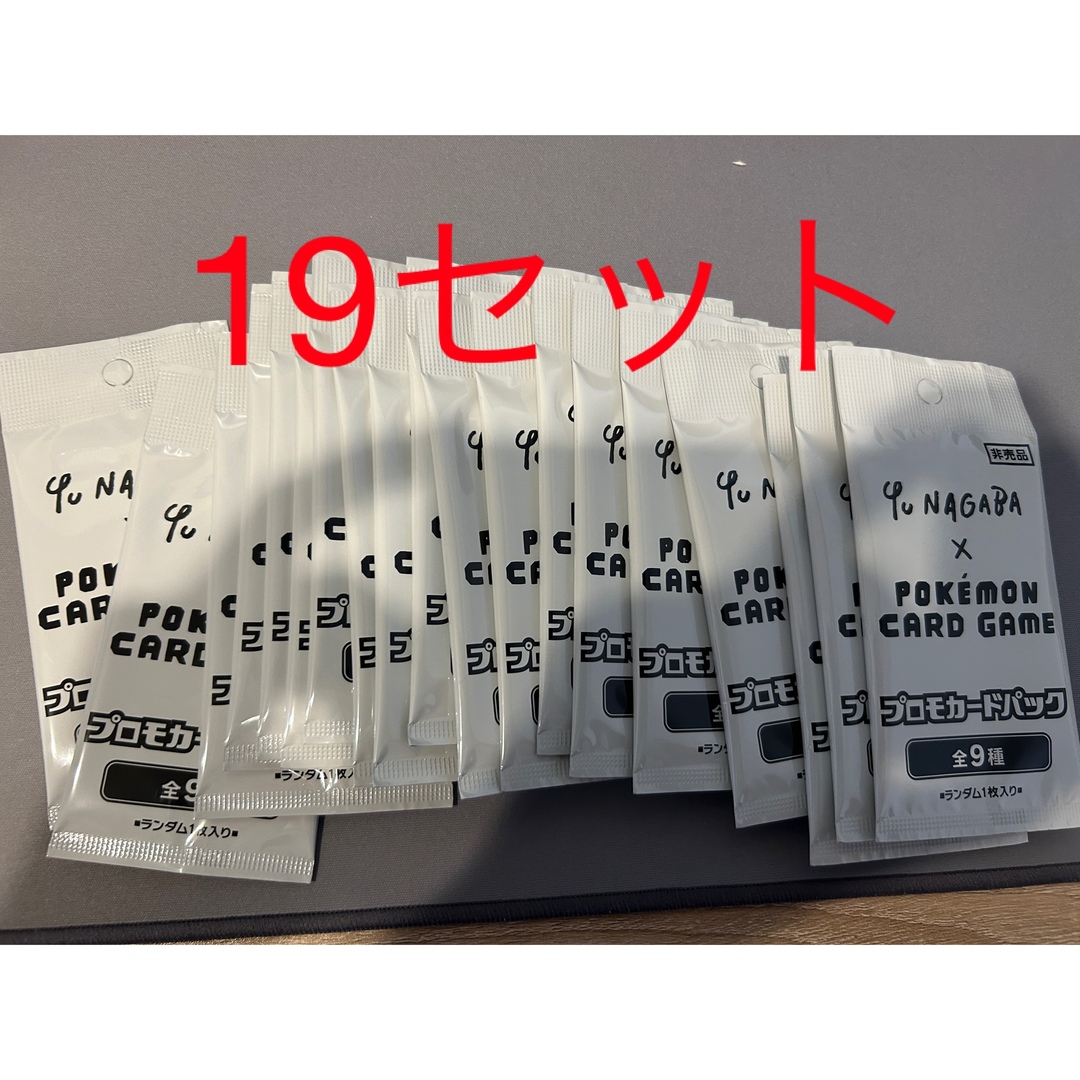 19セット
非売品
Yu NAGABA
×
POKÉMON
CARD GAME
プロモカードパック
全9種
■ランダム1枚入り■